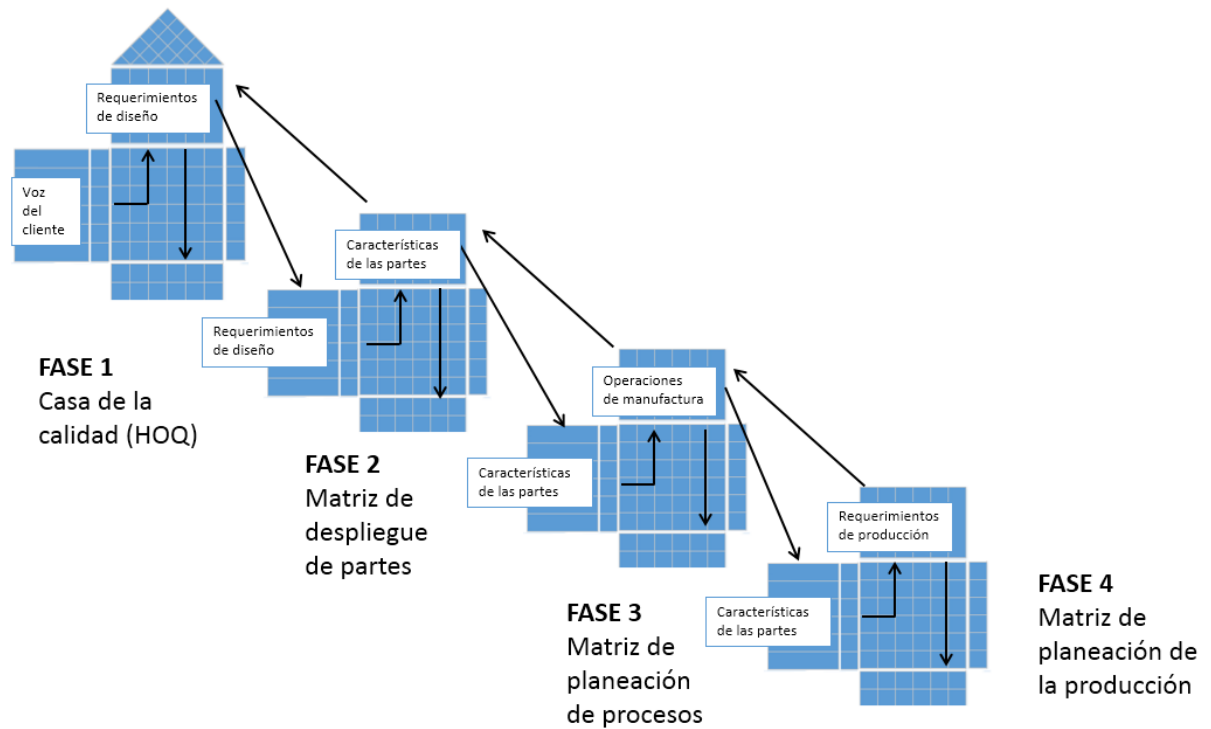 Requerimientos
de diseño
Voz
del
cliente
FASE 1
Casa de la
calidad (HOQ)
Características
de las partes
Requerimientos
de diseño
FASE 2
Matriz de
despliegue
de partes
Operaciones
de manufactura
Características
de las partes
FASE 3
Matriz de
planeación
de procesos
Requerimientos
de producción
Características
de las partes
FASE 4
Matriz de
planeación de
la producción